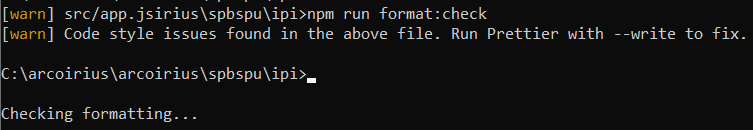 [warn] src/app.jsirius\spbspu\ipi>npm run format:check
[warn] Code style issues found in the above file. Run Prettier with --write to fix.
C:\arcoirius\arcoirius\spbspu\ipi>
Checking formatting...